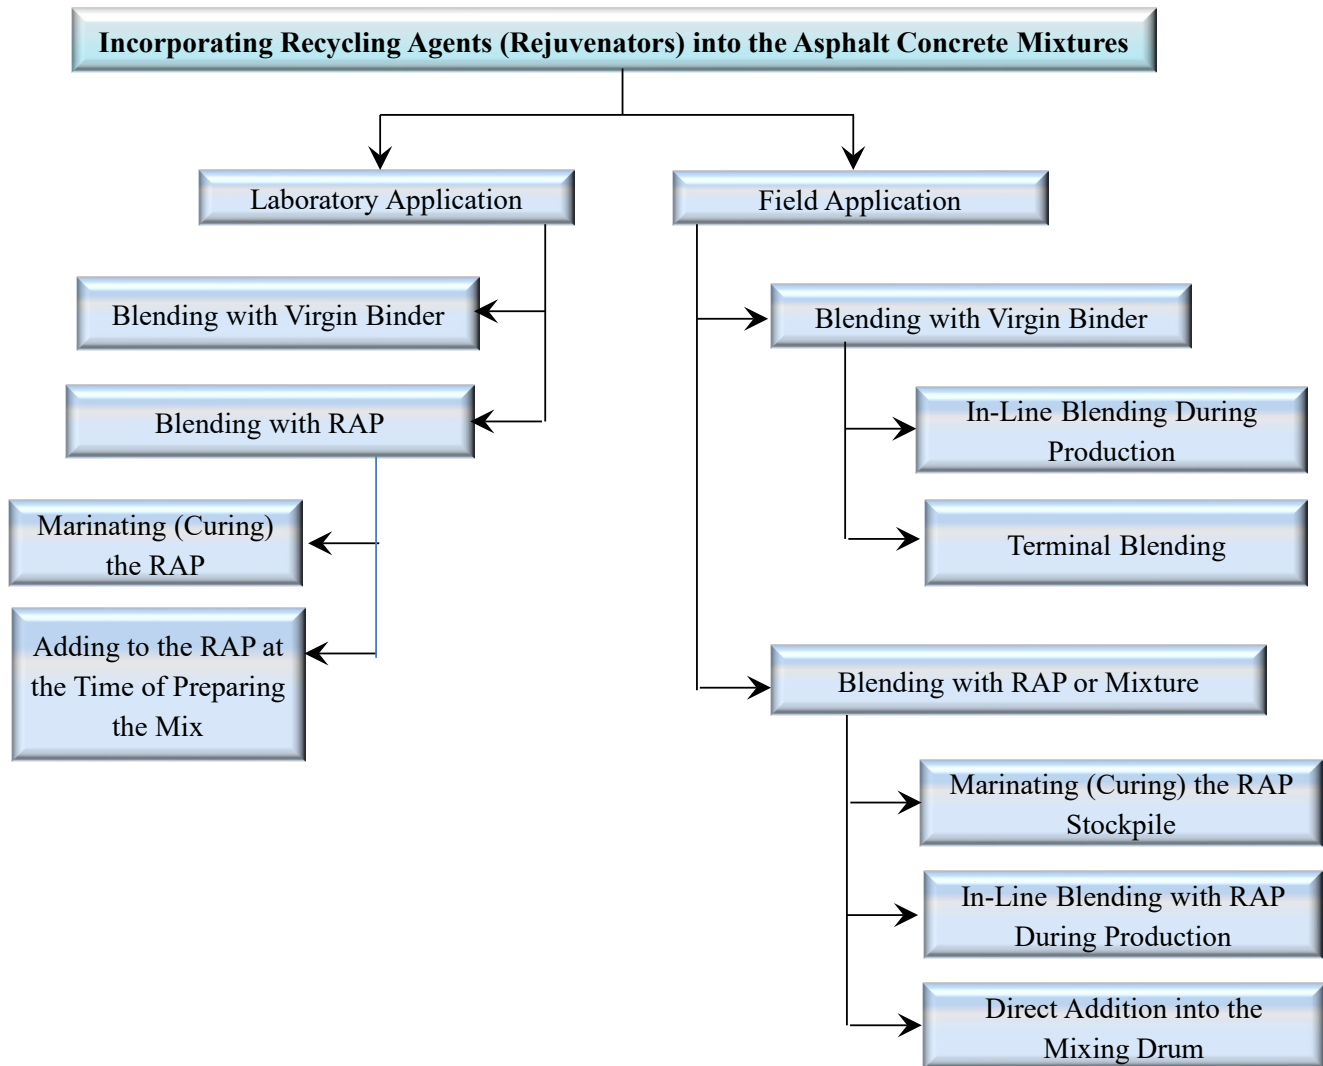 Incorporating Recycling Agents (Rejuvenators) into the Asphalt Concrete Mixtures
Laboratory Application
Blending with Virgin Binder
Blending with RAP
Marinating (Curing)
the RAP
Adding to the RAP at
the Time of Preparing
the Mix
Field Application
Blending with Virgin Binder
In-Line Blending During
Production
Terminal Blending
Blending with RAP or Mixture
Marinating (Curing) the RAP
Stockpile
In-Line Blending with RAP
During Production
Direct Addition into the
Mixing Drum